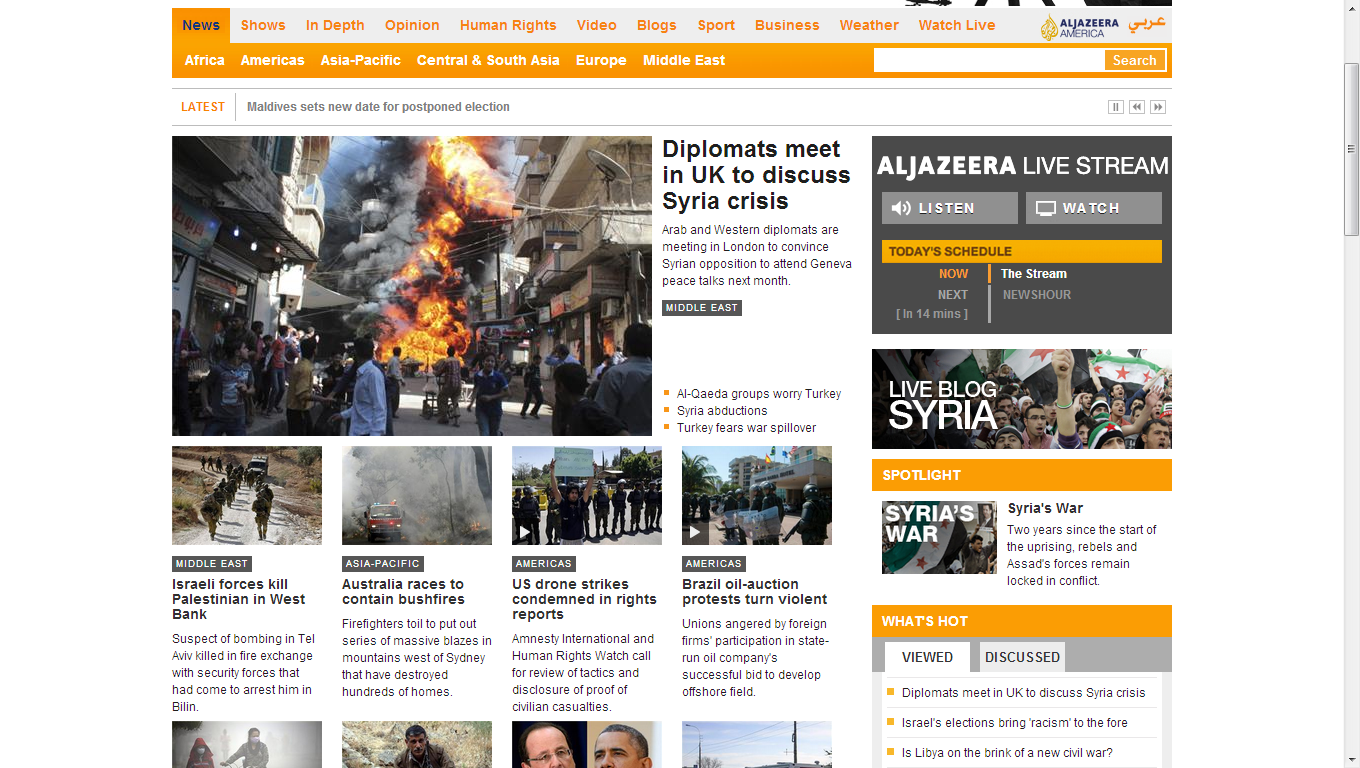 News Shows In Depth Opinion Human Rights Video Blogs Sport Business Weather Watch Live ALJAZEERA AMERICA عربي
Africa Americas Asia-Pacific Central & South Asia Europe Middle East Search
LATEST Maldives sets new date for postponed election
Diplomats meet
in UK to discuss
Syria crisis
Arab and Western diplomats are
meeting in London to convince
Syrian opposition to attend Geneva
peace talks next month.
MIDDLE EAST
Al-Qaeda groups worry Turkey
Syria abductions
Turkey fears war spillover
MIDDLE EAST
Israeli forces kill
Palestinian in West
Bank
Suspect of bombing in Tel
Aviv killed in fire exchange
with security forces that
had come to arrest him in
Bilin.
ASIA-PACIFIC
Australia races to
contain bushfires
Firefighters toil to put out
series of massive blazes in
mountains west of Sydney
that have destroyed
hundreds of homes.
AMERICAS
US drone strikes
condemned in rights
reports
Amnesty International and
Human Rights Watch call
for review of tactics and
disclosure of proof of
civilian casualties.
AMERICAS
Brazil oil-auction
protests turn violent
Unions angered by foreign
firms' participation in state-
run oil company's
successful bid to develop
offshore field.
ALJAZEERA LIVE STREAM
LISTEN WATCH
TODAY'S SCHEDULE
NOW The Stream
NEXT NEWSHOUR
[ In 14 mins ]
LIVE BLOG
SYRIA
SPOTLIGHT
SYRIA'S
WAR
Syria's War
Two years since the start of
the uprising, rebels and
Assad's forces remain
locked in conflict.
WHAT'S HOT
VIEWED DISCUSSED
Diplomats meet in UK to discuss Syria crisis
Israel's elections bring 'racism' to the fore
Is Libya on the brink of a new civil war?